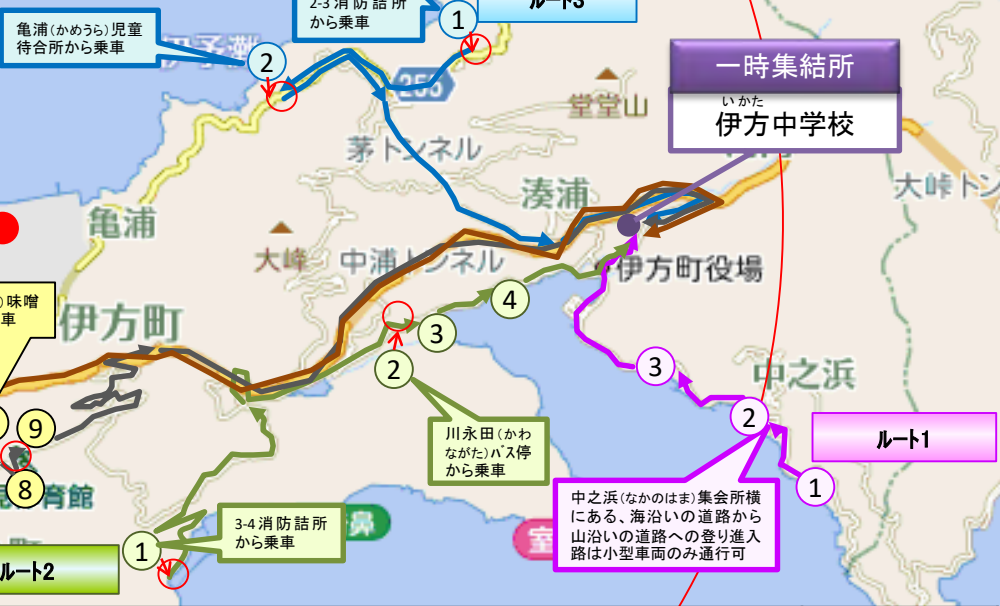 ルート3
2-3消防詰所
から乗車
1
亀浦(かめうら)児童
待合所から乗車
2
255
一時集結所
いかた
伊方中学校
堂堂山
茅トンネル
大峠トン
湊浦
亀浦
大峰
中浦トンネル
伊方町役場
)味噌
車
伊方町
4
3
2
3
中之浜
2
9
8
川永田(かわ
ながた)バス停
から乗車
ルート1
1
中之浜(なかのはま)集会所横
にある、海沿いの道路から
山沿いの道路への登り進入
路は小型車両のみ通行可
育館
3-4消防詰所
から乗車
鼻
室
1
ルート2